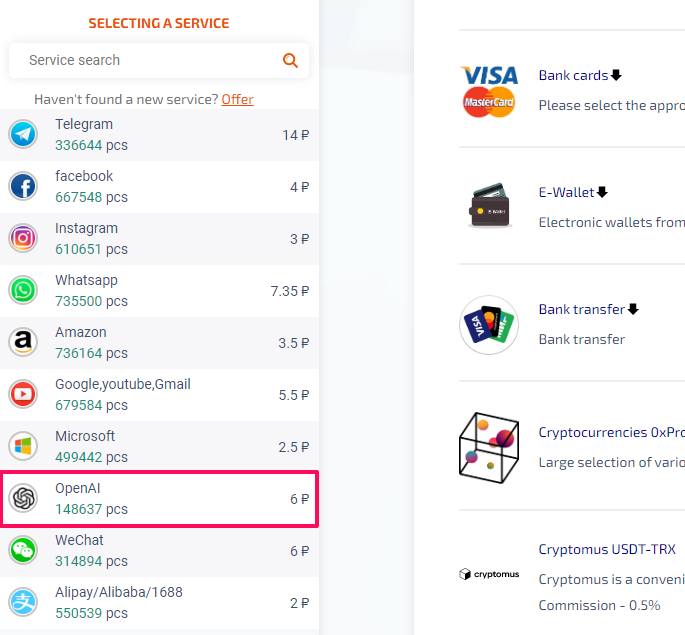 SELECTING A SERVICE
Service search
Haven't found a new service? Offer
Telegram
336644 pcs
14 ₽
facebook
667548 pcs
4 ₽
Instagram
610651 pcs
3 ₽
Whatsapp
735500 pcs
7.35 ₽
Amazon
736164 pcs
3.5 ₽
Google,youtube,Gmail
679584 pcs
5.5 ₽
Microsoft
499442 pcs
2.5 ₽
OpenAI
148637 pcs
6 ₽
WeChat
314894 pcs
6 ₽
Alipay/Alibaba/1688
550539 pcs
2 ₽
VISA
MasterCard
Bank cards
Please select the appro
E-Wallet
E-Wallet
Electronic wallets from
VISA
Bank transfer
Bank transfer
Cryptocurrencies 0xPro
Large selection of vario
cryptomus
Cryptomus USDT-TRX
Cryptomus is a conveni
Commission - 0.5%